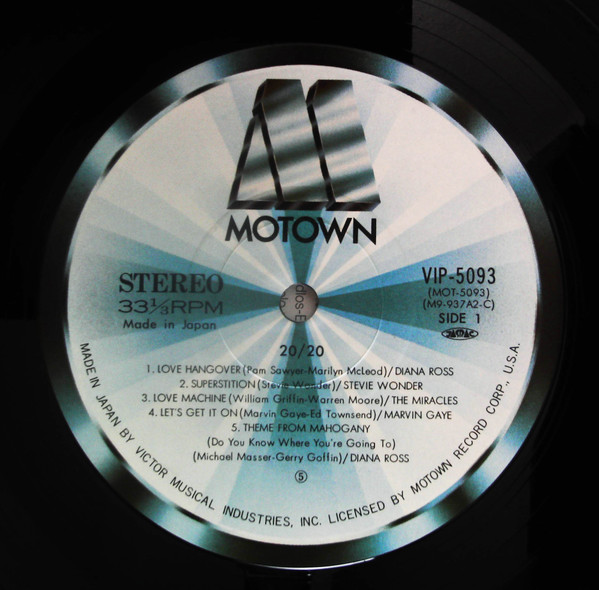 MOTOWN
STEREO
33 1/3 RPM
Made in Japan
VIP-5093
(MOT-5093)
(M9-937A2-C)
SIDE 1
20/20
1. LOVE HANGOVER (Pam Sawyer-Marilyn McLeod)/DIANA ROSS
2. SUPERSTITION (Stevie Wonder)/STEVIE WONDER
3. LOVE MACHINE (William Griffin-Warren Moore)/THE MIRACLES
4. LET'S GET IT ON (Marvin Gaye-Ed Townsend)/MARVIN GAYE
5. THEME FROM MAHOGANY
(Do You Know Where You're Going To)
(Michael Masser-Gerry Goffin)/DIANA ROSS
⑤
MADE IN JAPAN BY VICTOR MUSICAL INDUSTRIES, INC. LICENSED BY MOTOWN RECORD CORP., U.S.A.